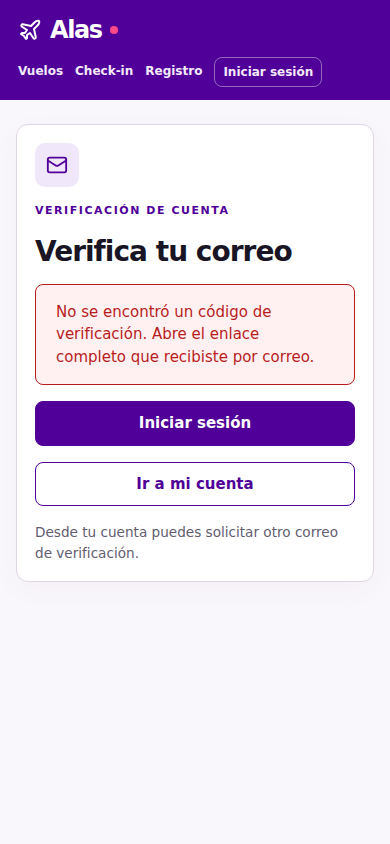 Alas
Vuelos Check-in Registro Iniciar sesión
VERIFICACIÓN DE CUENTA
Verifica tu correo
No se encontró un código de
verificación. Abre el enlace
completo que recibiste por correo.
Iniciar sesión
Ir a mi cuenta
Desde tu cuenta puedes solicitar otro correo
de verificación.